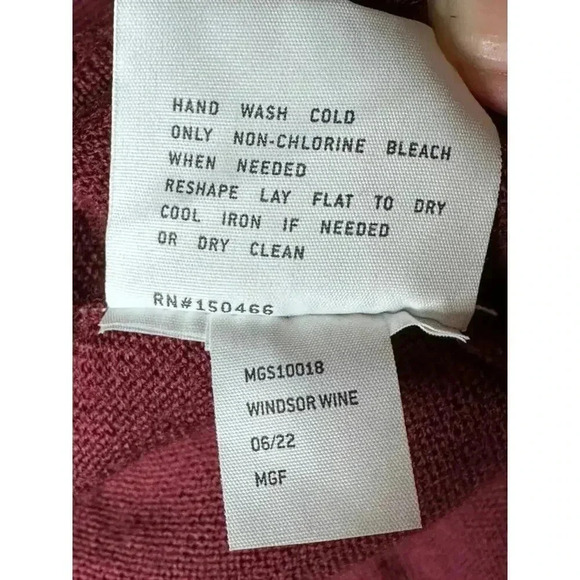 HAND WASH COLD
ONLY NON-CHLORINE BLEACH
WHEN NEEDED
RESHAPE LAY FLAT TO DRY
COOL IRON IF NEEDED
OR DRY CLEAN
RN#150466
MGS10018
WINDSOR WINE
06/22
MGF